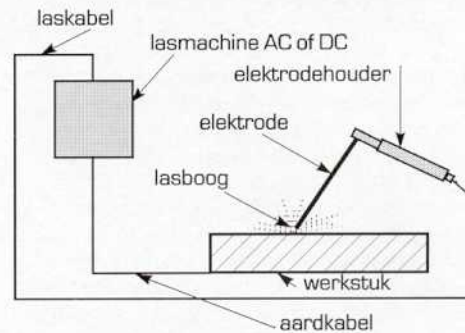 laskabel
lasmachine AC of DC
elektrodehouder
elektrode
lasboog
werkstuk
aardkabel